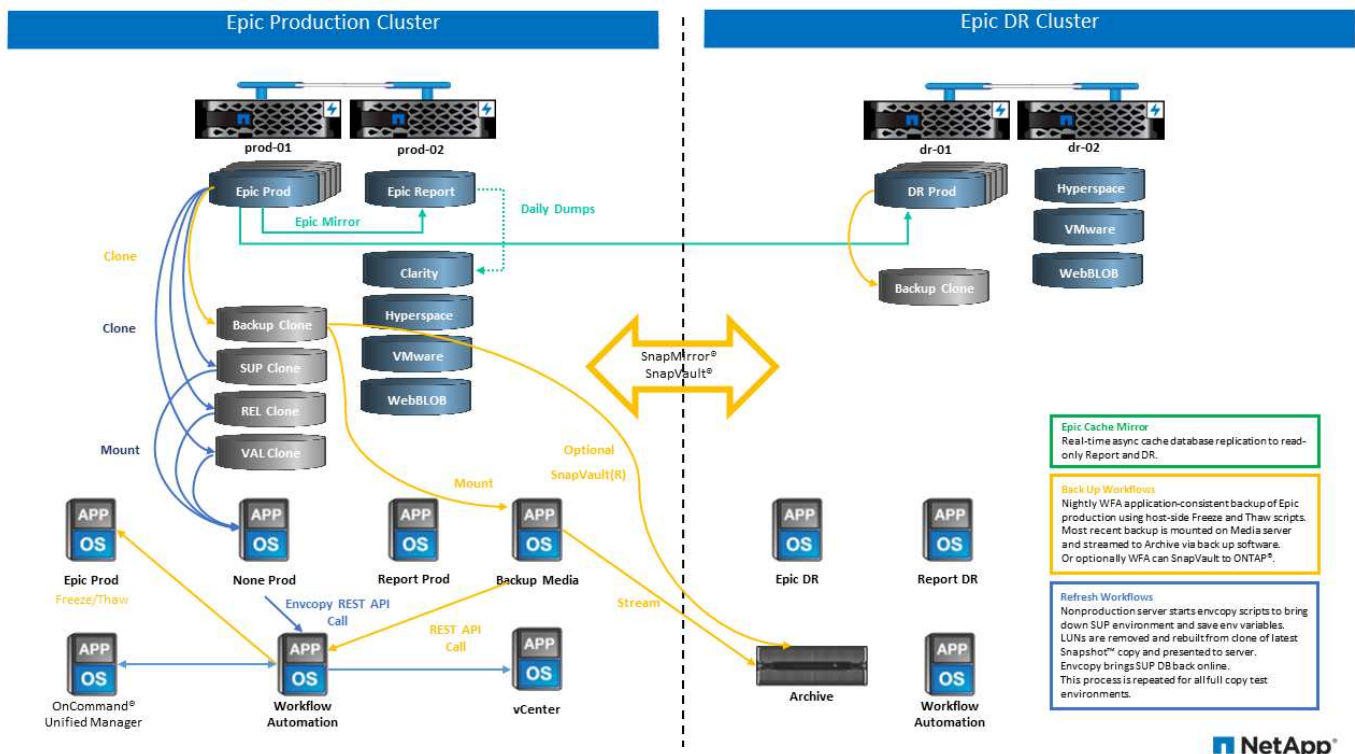 Epic Production Cluster
Epic DR Cluster
prod-01
prod-02
dr-01
dr-02
Epic Prod
Epic Report
DR Prod
Hyperspace
Epic Mirror
Daily Dumps
VMware
Clone
Clarity
WebBLOB
Backup Clone
Hyperspace
Clone
Backup Clone
SUP Clone
VMware
SnapMirror®
SnapVault®
REL Clone
WebBLOB
Mount
VAL Clone
Optional
SnapVault(R)
Mount
Epic Cache Mirror
Real-time async cache database replication to read-
only Report and DR.
Back Up Workflows
Nightly WFA application-consistent backup of Epic
production using host-side Freeze and Thaw scripts.
Most recent backup is mounted on Media server
and streamed to Archive via back up software.
Or optionally WFA can SnapVault to ONTAP®.
Refresh Workflows
Nonproduction server starts envcopy scripts to bring
down SUP environment and save env variables.
LUNs are removed and rebuilt from clone of latest
Snapshot™ copy and presented to server.
Envcopy brings SUP DB back online.
This process is repeated for all full copy test
environments.
APP
OS
APP
OS
APP
OS
APP
OS
APP
OS
APP
OS
Epic Prod
None Prod
Report Prod
Backup Media
Epic DR
Report DR
Freeze/Thaw
Envcopy REST API
Call
REST API
Call
Stream
APP
OS
APP
OS
APP
OS
APP
OS
OnCommand®
Unified Manager
Workflow
Automation
vCenter
Archive
Workflow
Automation
NetApp®